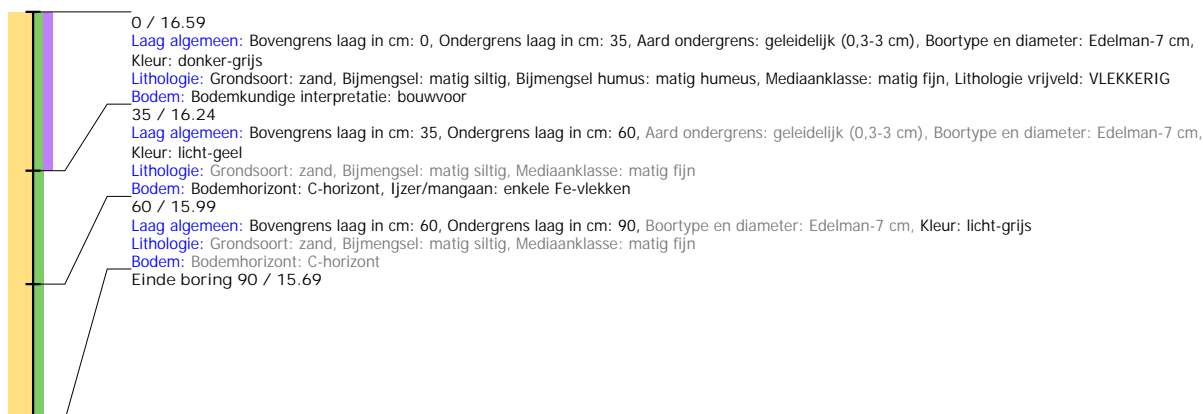 0 / 16.59
Laag algemeen: Bovengrens laag in cm: 0, Ondergrens laag in cm: 35, Aard ondergrens: geleidelijk (0,3-3 cm), Boortype en diameter: Edelman-7 cm,
Kleur: donker-grijs
Lithologie: Grondsoort: zand, Bijmengsel: matig siltig, Bijmengsel humus: matig humeus, Mediaanklasse: matig fijn, Lithologie vrijveld: VLEKKERIG
Bodem: Bodemkundige interpretatie: bouwvoor
35 / 16.24
Laag algemeen: Bovengrens laag in cm: 35, Ondergrens laag in cm: 60, Aard ondergrens: geleidelijk (0,3-3 cm), Boortype en diameter: Edelman-7 cm,
Kleur: licht-geel
Lithologie: Grondsoort: zand, Bijmengsel: matig siltig, Mediaanklasse: matig fijn
Bodem: Bodemhorizont: C-horizont, Ijzer/mangaan: enkele Fe-vlekken
60 / 15.99
Laag algemeen: Bovengrens laag in cm: 60, Ondergrens laag in cm: 90, Boortype en diameter: Edelman-7 cm, Kleur: licht-grijs
Lithologie: Grondsoort: zand, Bijmengsel: matig siltig, Mediaanklasse: matig fijn
Bodem: Bodemhorizont: C-horizont
Einde boring 90 / 15.69